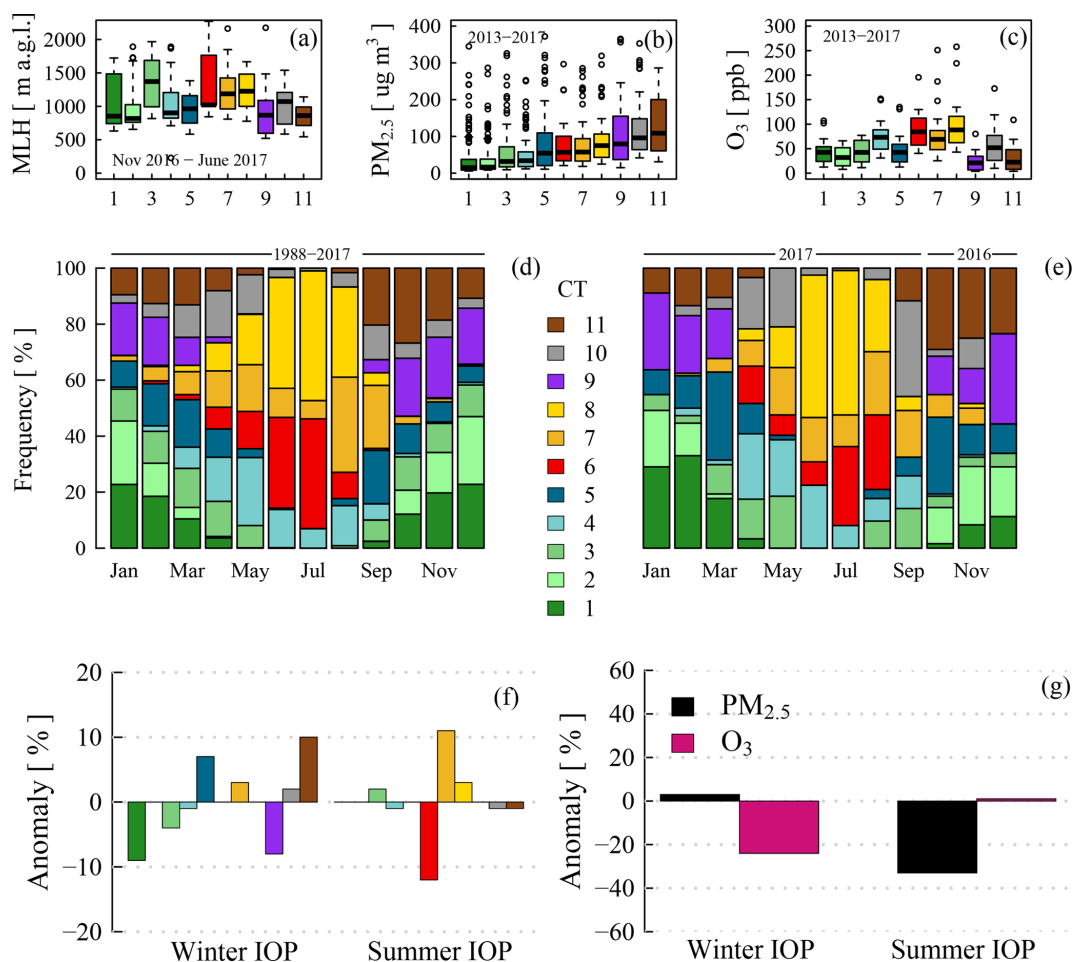 MLH [ m a.g.l. ]
2000
1500
1000
500
0
(a)
Nov 2016 − June 2017
1 3 5 7 9 11
PM2.5 [ ug m3 ]
400
300
200
100
0
2013−2017
(b)
1 3 5 7 9 11
O3 [ ppb ]
300
250
200
150
100
50
0
2013−2017
(c)
1 3 5 7 9 11
1988−2017
(d)
Frequency [ % ]
100
80
60
40
20
0
Jan Mar May Jul Sep Nov
CT
11
10
9
8
7
6
5
4
3
2
1
2017
2016
(e)
Jan Mar May Jul Sep Nov
Anomaly [ % ]
20
10
0
−10
−20
(f)
Winter IOP Summer IOP
Anomaly [ % ]
60
40
20
0
−20
−40
−60
(g)
PM2.5
O3
Winter IOP Summer IOP